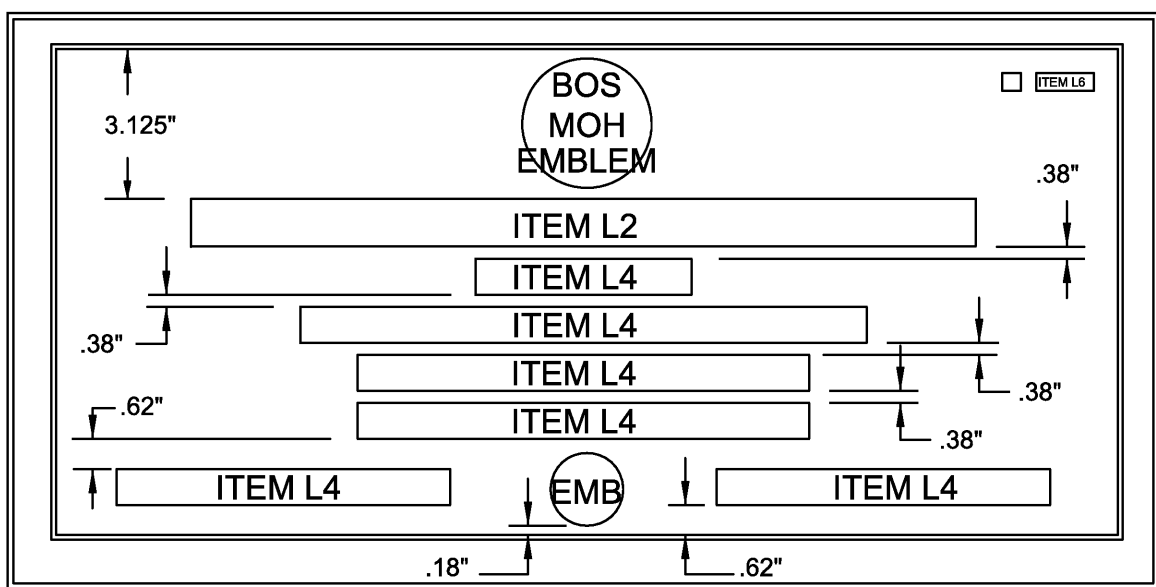 BOS
MOH
EMBLEM
ITEM L6
3.125"
.38"
ITEM L2
ITEM L4
.38"
ITEM L4
.38"
ITEM L4
.38"
ITEM L4
.62"
ITEM L4
EMB
ITEM L4
.18"
.62"